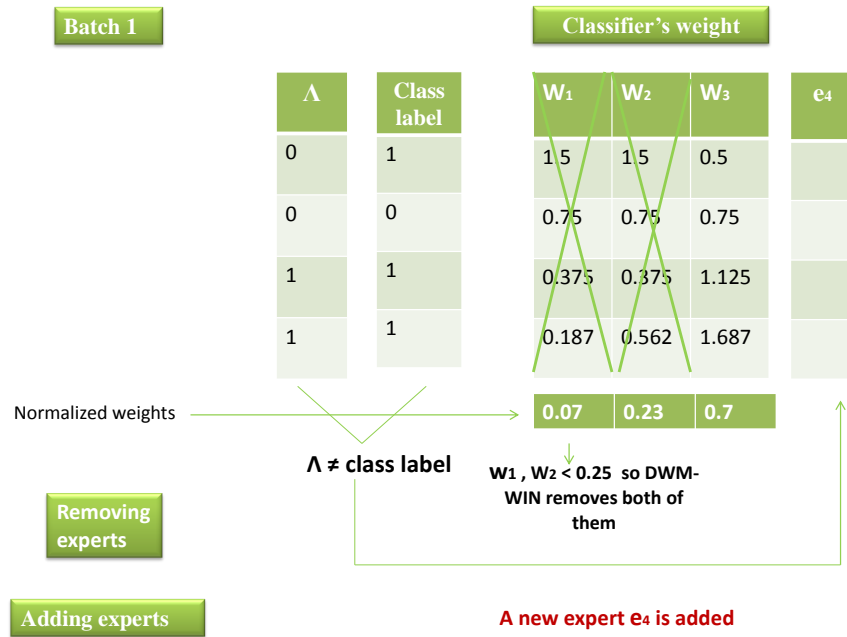 Batch 1
Classifier's weight
Λ
Class label
W1 W2 W3
e4
0 1 1.5 1.5 0.5
0 0 0.75 0.75 0.75
1 1 0.375 0.375 1.125
1 1 0.187 0.562 1.687
Normalized weights
0.07 0.23 0.7
Λ ≠ class label
w1 , W2 < 0.25 so DWM-
WIN removes both of
them
Removing
experts
Adding experts
A new expert e4 is added